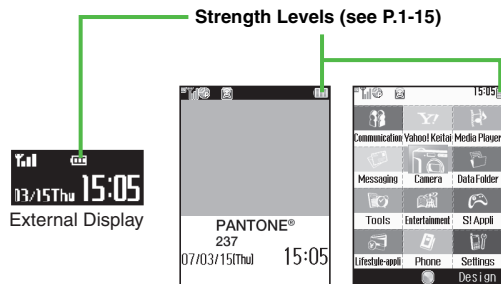 Strength Levels (see P.1-15)
03/15Thu 15:05
External Display
PANTONE®
237
07/03/15(Thu) 15:05
15:05
Communication Yahoo! Keitai Media Player
Messaging Camera Data Folder
Tools Entertainment S! Appli
Lifestyle-appli Phone Settings
Design